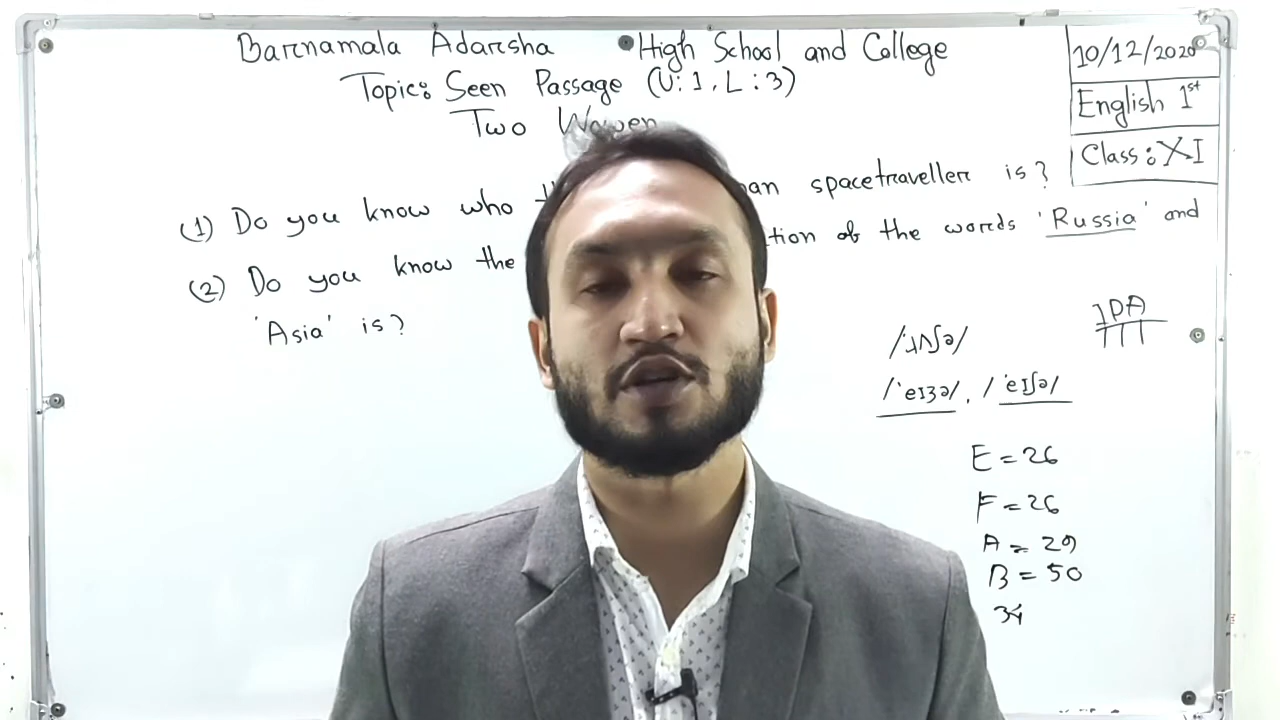 Barnamala Adarsha High School and College
Topic: Seen Passage (U: 1, L: 3)
Two
10/12/2020
English 1st
Class: XI
(1) Do you know who spacetraveller is?
(2) Do you know the of the words 'Russia' and
'Asia' is?
IPA
/ˈɹʌʃə/
/ˈeɪʒə/, /ˈeɪʃə/
E = 26
F = 26
A = 29
B = 50